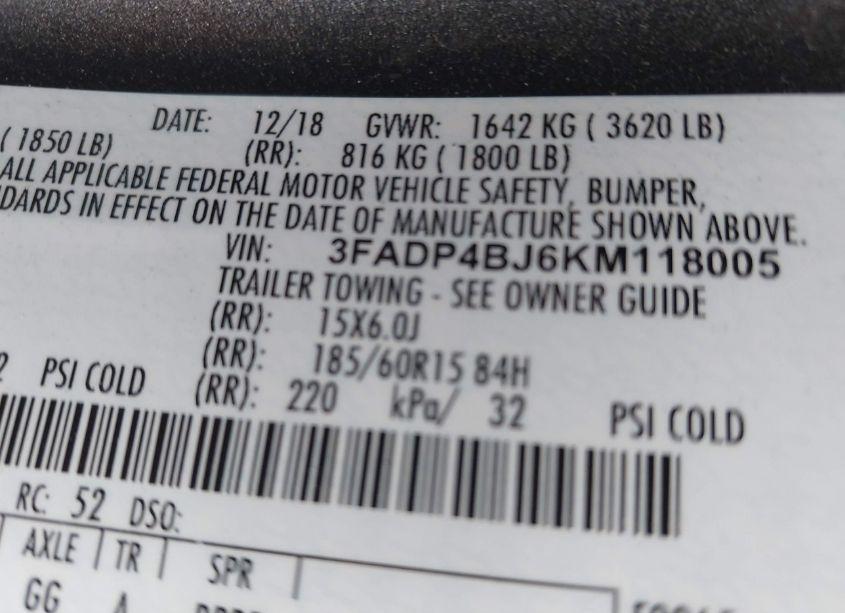 DATE: 12/18 GVWR: 1642 KG ( 3620 LB)
( 1850 LB) (RR): 816 KG ( 1800 LB)
ALL APPLICABLE FEDERAL MOTOR VEHICLE SAFETY, BUMPER,
DARDS IN EFFECT ON THE DATE OF MANUFACTURE SHOWN ABOVE.
VIN: 3FADP4BJ6KM118005
TRAILER TOWING - SEE OWNER GUIDE
(RR): 15X6.0J
(RR): 185/60R15 84H
2 PSI COLD (RR): 220 kPa/ 32 PSI COLD
RC: 52 DSO:
AXLE TR SPR
GG A